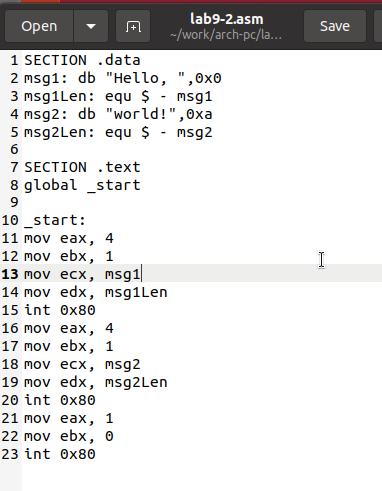 Open
lab9-2.asm
~/work/arch-pc/la...
Save
1 SECTION .data
2 msg1: db "Hello, ",0x0
3 msg1Len: equ $ - msg1
4 msg2: db "world!",0xa
5 msg2Len: equ $ - msg2
6
7 SECTION .text
8 global _start
9
10 _start:
11 mov eax, 4
12 mov ebx, 1
13 mov ecx, msg1
14 mov edx, msg1Len
15 int 0x80
16 mov eax, 4
17 mov ebx, 1
18 mov ecx, msg2
19 mov edx, msg2Len
20 int 0x80
21 mov eax, 1
22 mov ebx, 0
23 int 0x80